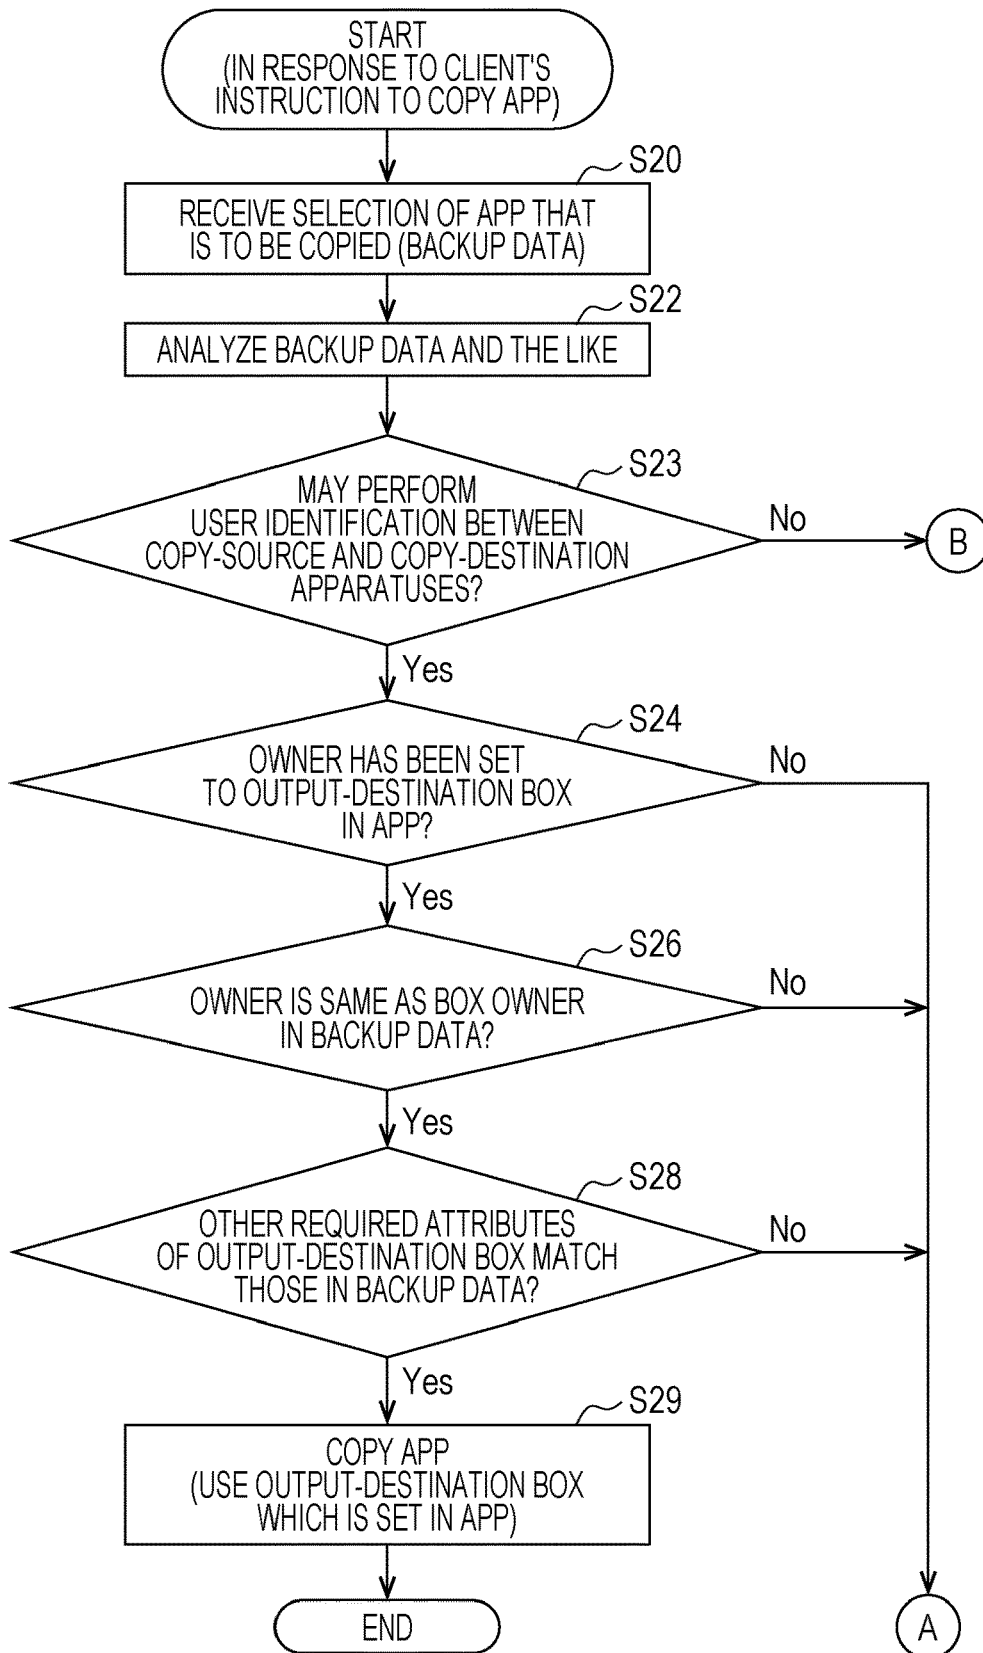 START
(IN RESPONSE TO CLIENT'S
INSTRUCTION TO COPY APP)
S20
RECEIVE SELECTION OF APP THAT
IS TO BE COPIED (BACKUP DATA)
S22
ANALYZE BACKUP DATA AND THE LIKE
S23
MAY PERFORM
USER IDENTIFICATION BETWEEN
COPY-SOURCE AND COPY-DESTINATION
APPARATUSES?
No
B
Yes
S24
OWNER HAS BEEN SET
TO OUTPUT-DESTINATION BOX
IN APP?
No
Yes
S26
OWNER IS SAME AS BOX OWNER
IN BACKUP DATA?
No
Yes
S28
OTHER REQUIRED ATTRIBUTES
OF OUTPUT-DESTINATION BOX MATCH
THOSE IN BACKUP DATA?
No
Yes
S29
COPY APP
(USE OUTPUT-DESTINATION BOX
WHICH IS SET IN APP)
END
A